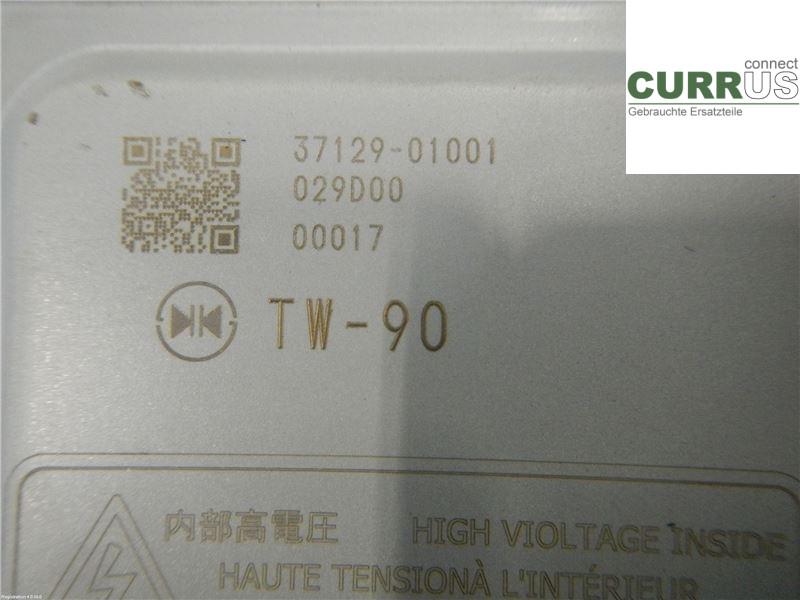 connect
CURRUS
Gebrauchte Ersatzteile
37129-01001
029D00
00017
TW-90
内部高電圧 HIGH VIOLTAGE INSIDE
HAUTE TENSIONÀ L'INTÉRIEUR